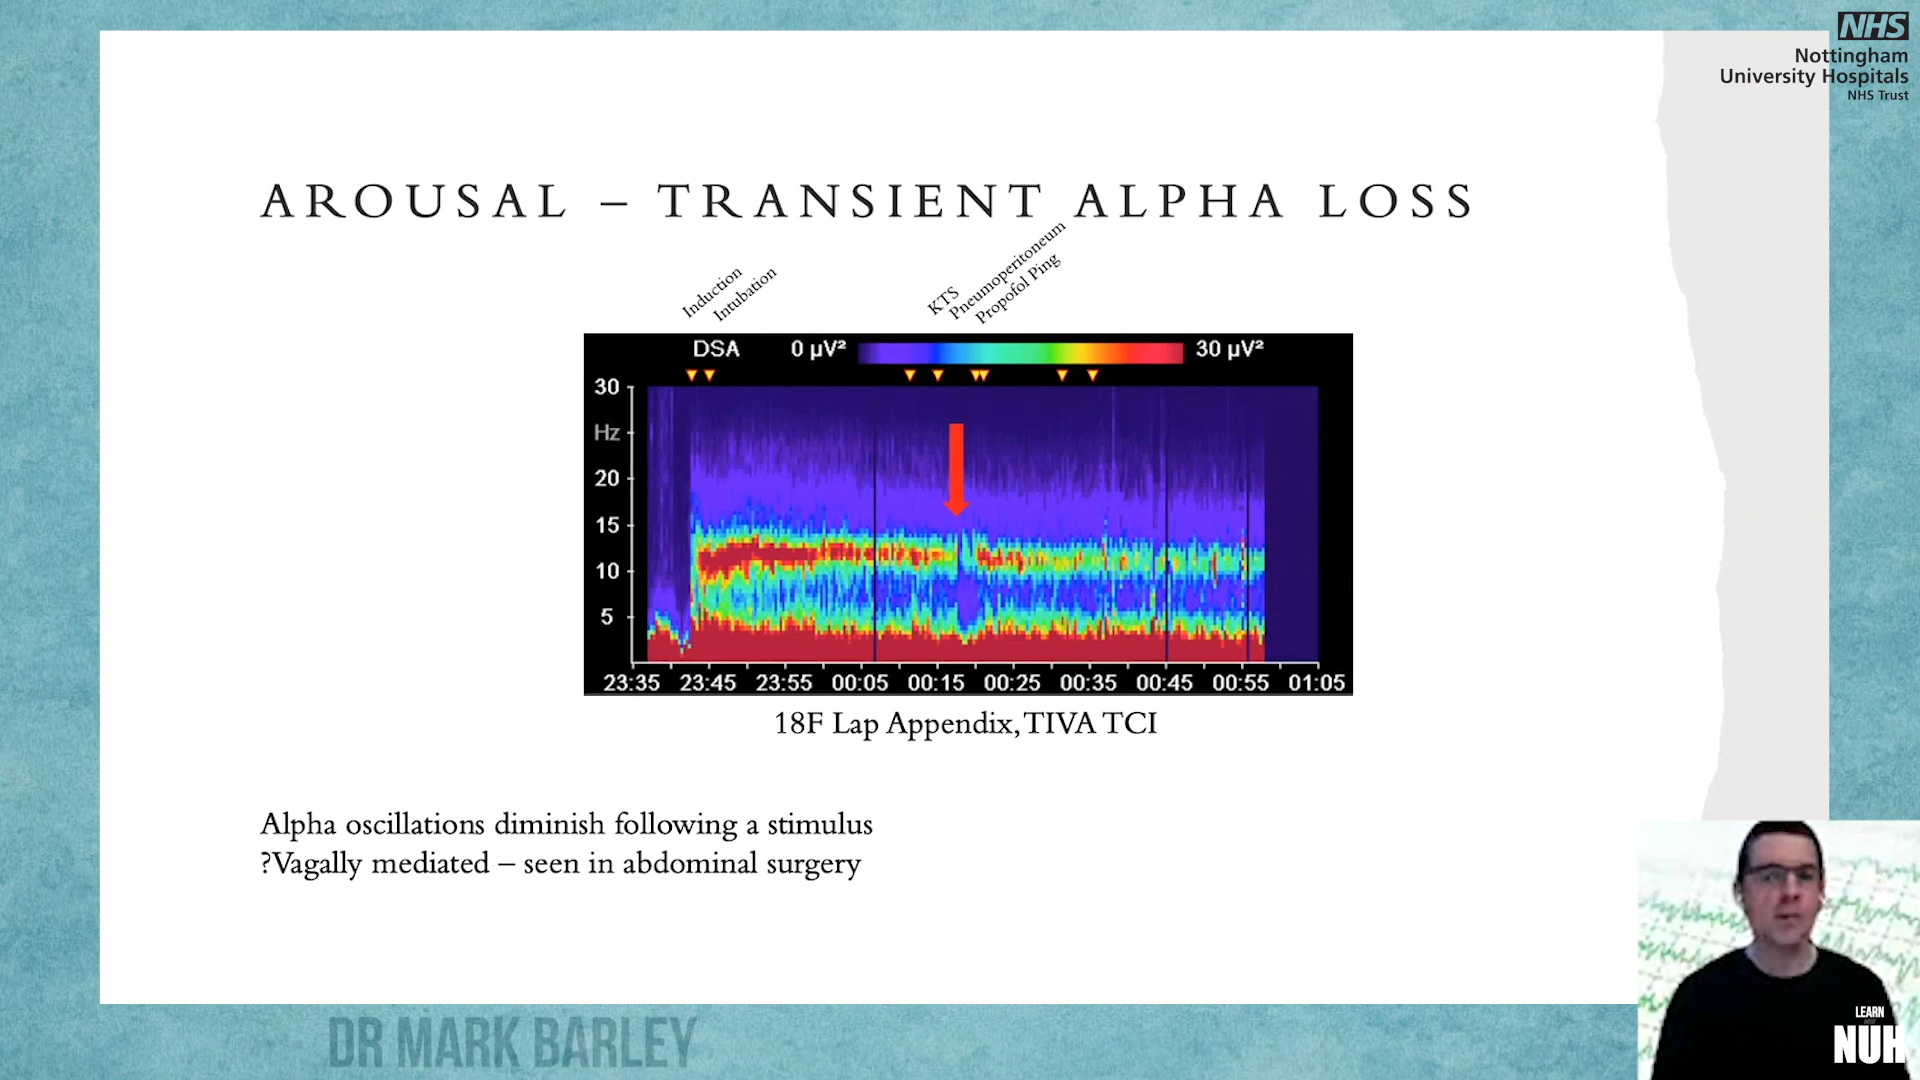 NHS
Nottingham
University Hospitals
NHS Trust
AROUSAL – TRANSIENT ALPHA LOSS
Induction
Intubation
KTS
Pneumoperitoneum
Propofol Ping
DSA 0 µV² 30 µV²
30
Hz
20
15
10
5
23:35 23:45 23:55 00:05 00:15 00:25 00:35 00:45 00:55 01:05
18F Lap Appendix, TIVA TCI
Alpha oscillations diminish following a stimulus
?Vagally mediated – seen in abdominal surgery
DR MARK BARLEY
LEARN
NUH